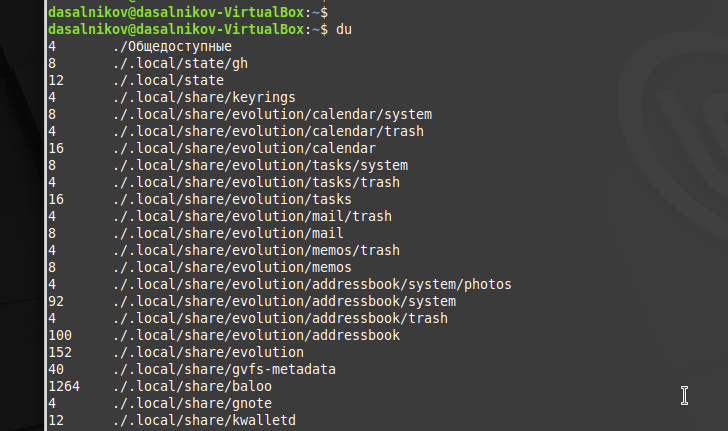 dasalnikov@dasalnikov-VirtualBox:~$
dasalnikov@dasalnikov-VirtualBox:~$ du
4 ./Общедоступные
8 ./.local/state/gh
12 ./.local/state
4 ./.local/share/keyrings
8 ./.local/share/evolution/calendar/system
4 ./.local/share/evolution/calendar/trash
16 ./.local/share/evolution/calendar
8 ./.local/share/evolution/tasks/system
4 ./.local/share/evolution/tasks/trash
16 ./.local/share/evolution/tasks
4 ./.local/share/evolution/mail/trash
8 ./.local/share/evolution/mail
4 ./.local/share/evolution/memos/trash
8 ./.local/share/evolution/memos
4 ./.local/share/evolution/addressbook/system/photos
92 ./.local/share/evolution/addressbook/system
4 ./.local/share/evolution/addressbook/trash
100 ./.local/share/evolution/addressbook
152 ./.local/share/evolution
40 ./.local/share/gvfs-metadata
1264 ./.local/share/baloo
4 ./.local/share/gnote
12 ./.local/share/kwalletd